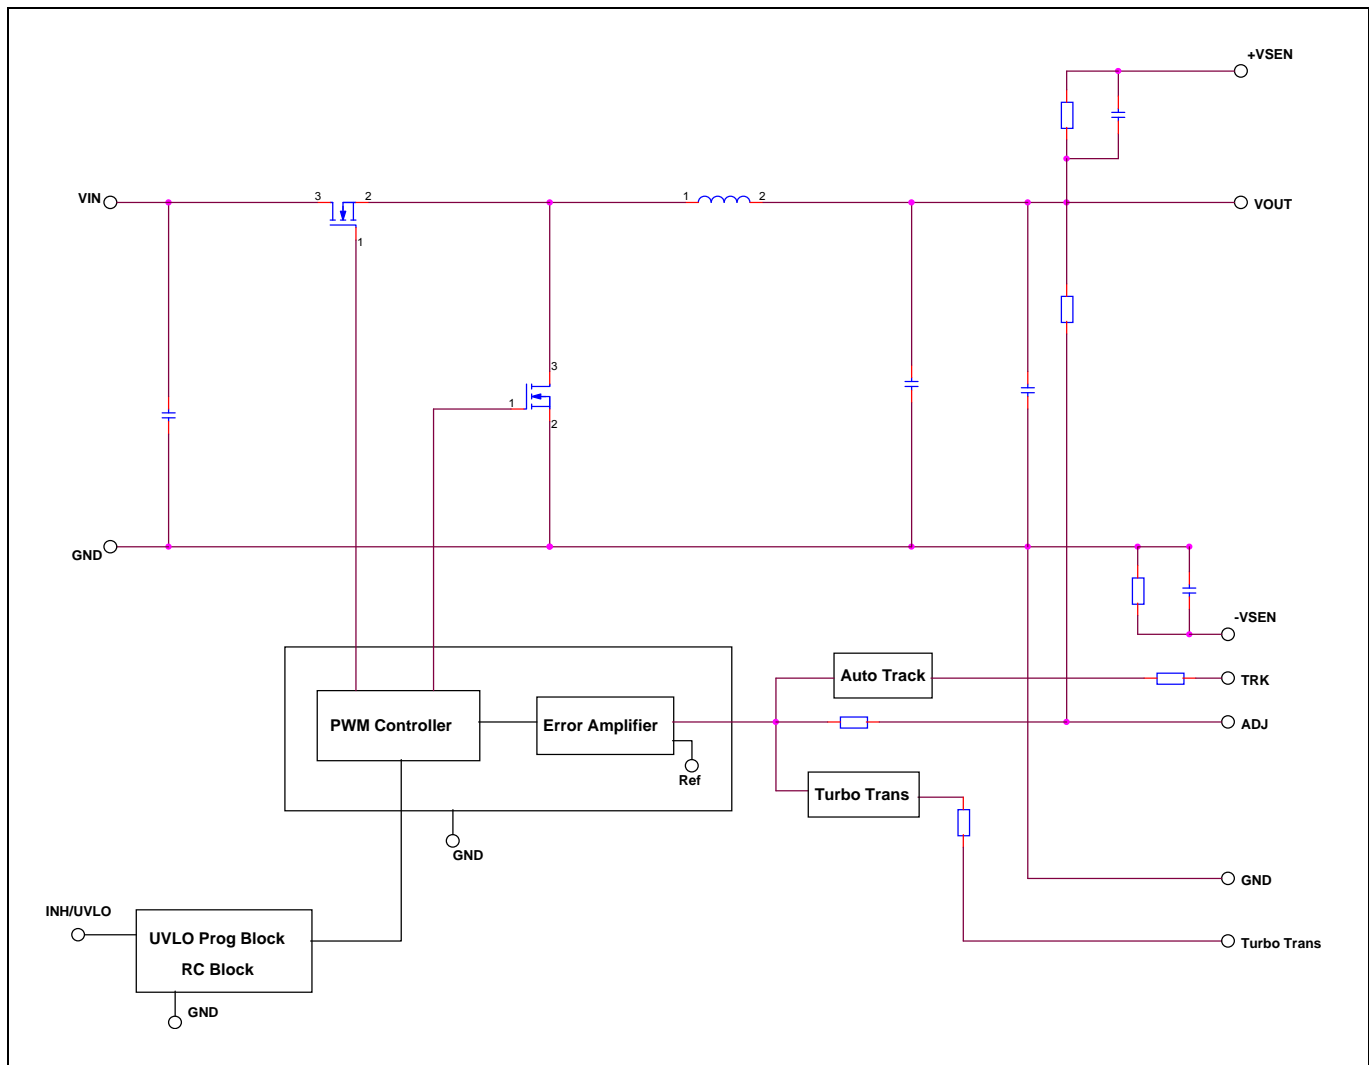 +VSEN
VIN
3
2
1
2
VOUT
1
3
1
2
GND
-VSEN
Auto Track
TRK
PWM Controller
Error Amplifier
ADJ
Ref
Turbo Trans
GND
GND
INH/UVLO
UVLO Prog Block
RC Block
Turbo Trans
GND